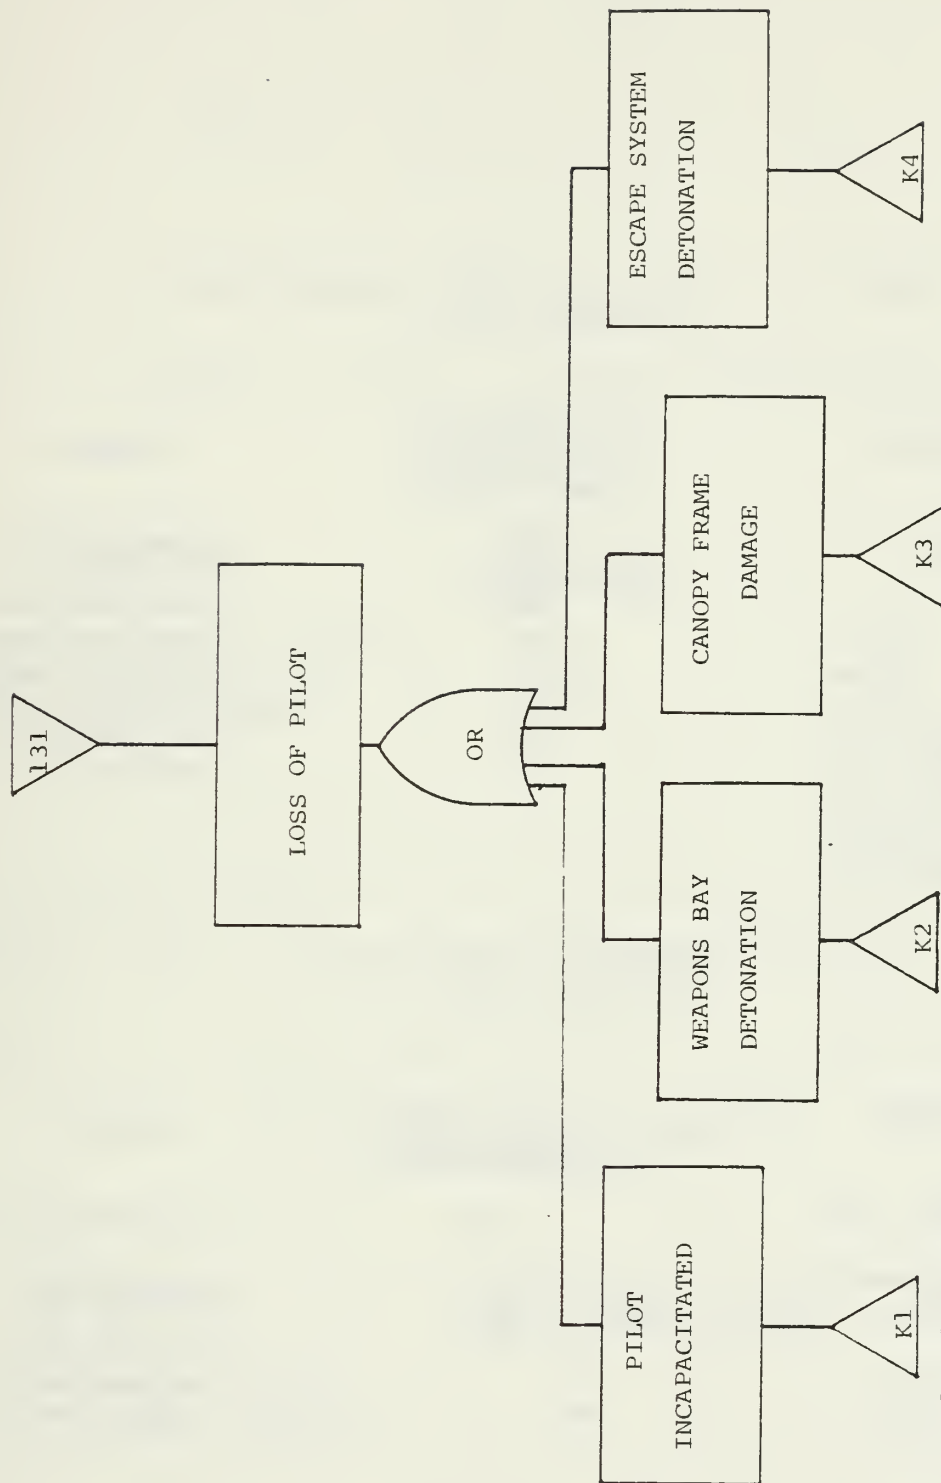 131
LOSS OF PILOT
OR
PILOT
INCAPACITATED
WEAPONS BAY
DETONATION
CANOPY FRAME
DAMAGE
ESCAPE SYSTEM
DETONATION
K1
K2
K3
K4